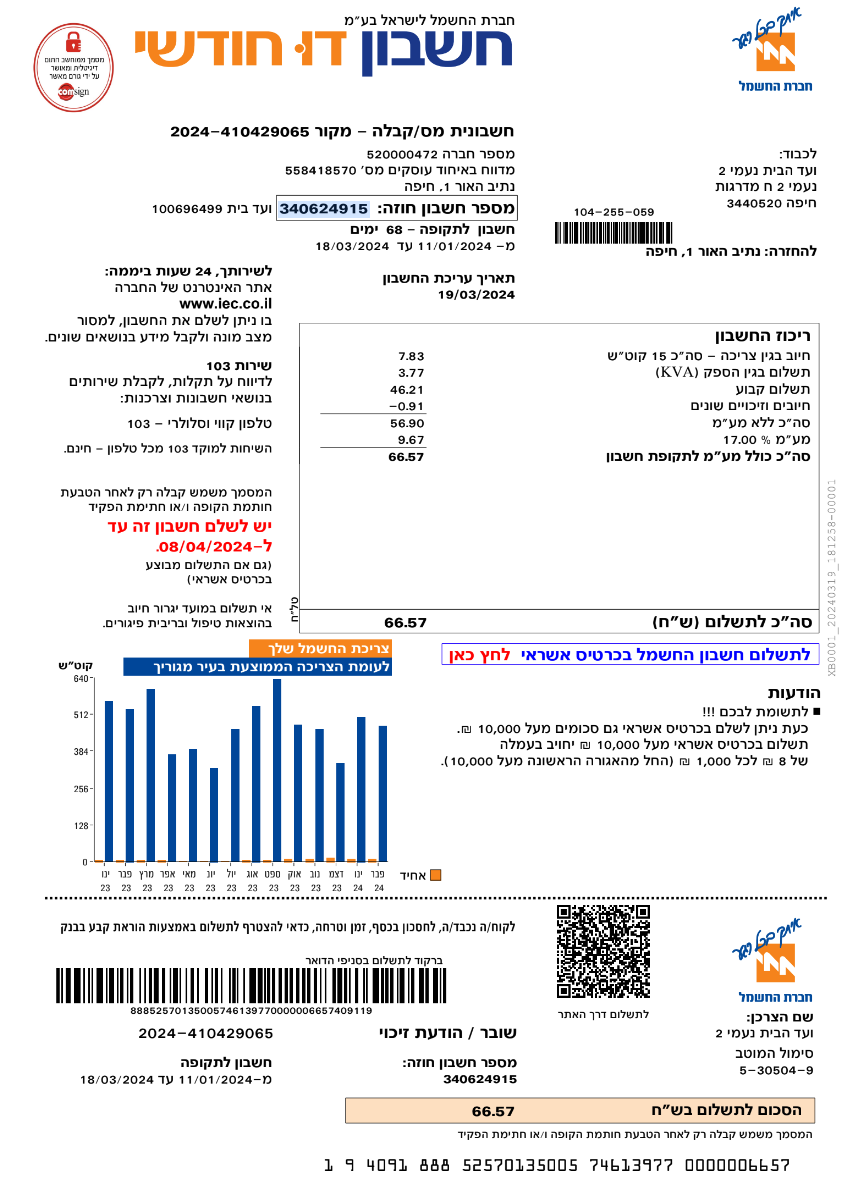 חברת החשמל לישראל בע״מ
חשבון דו חודשי
מסמך ממוחשב חתום
דיגיטלית ומאושר
על ידי גורם מאשר
comsign
חברת החשמל
חשבונית מס/קבלה – מקור 2024-410429065
מספר חברה 520000472
מדווח באיחוד עוסקים מס׳ 558418570
נתיב האור 1, חיפה
מספר חשבון חוזה: 340624915
ועד בית 100696499
חשבון לתקופה – 68 ימים
מ- 11/01/2024 עד 18/03/2024
תאריך עריכת החשבון
19/03/2024
לכבוד:
ועד הבית נעמי 2
נעמי 2 ח מדרגות
חיפה 3440520
104-255-059
להחזרה: נתיב האור 1, חיפה
לשירותך, 24 שעות ביממה:
אתר האינטרנט של החברה
www.iec.co.il
בו ניתן לשלם את החשבון, למסור
מצב מונה ולקבל מידע בנושאים שונים.
שירות 103
לדיווח על תקלות, לקבלת שירותים
בנושאי חשבונות וצרכנות:
טלפון קווי וסלולרי – 103
השיחות למוקד 103 מכל טלפון – חינם.
המסמך משמש קבלה רק לאחר הטבעת
חותמת הקופה ו/או חתימת הפקיד
יש לשלם חשבון זה עד
ל-08/04/2024.
(גם אם התשלום מבוצע
בכרטיס אשראי)
אי תשלום במועד יגרור חיוב
בהוצאות טיפול ובריבית פיגורים.
ריכוז החשבון
חיוב בגין צריכה – סה״כ 15 קוט״ש 7.83
תשלום בגין הספק (KVA) 3.77
תשלום קבוע 46.21
חיובים וזיכויים שונים -0.91
סה״כ ללא מע״מ 56.90
מע״מ % 17.00 9.67
סה״כ כולל מע״מ לתקופת חשבון 66.57
טל״ח
סה״כ לתשלום (ש״ח) 66.57
XB0001_20240319_181258-00001
לתשלום חשבון החשמל בכרטיס אשראי לחץ כאן
הודעות
■ לתשומת לבכם !!!
כעת ניתן לשלם בכרטיס אשראי גם סכומים מעל 10,000 ₪.
תשלום בכרטיס אשראי מעל 10,000 ₪ יחויב בעמלה
של 8 ₪ לכל 1,000 ₪ (החל מהאגורה הראשונה מעל 10,000).
צריכת החשמל שלך
לעומת הצריכה הממוצעת בעיר מגוריך
קוט״ש
640
512
384
256
128
0
ינו פבר מרץ אפר מאי יונ יול אוג ספט אוק נוב דצמ ינו פבר
23 23 23 23 23 23 23 23 23 23 23 23 24 24
אחיד
לקוח/ה נכבד/ה, לחסכון בכסף, זמן וטרחה, כדאי להצטרף לתשלום באמצעות הוראת קבע בבנק
ברקוד לתשלום בסניפי הדואר
88852570135005746139770000006657409119
לתשלום דרך האתר
חברת החשמל
שם הצרכן:
ועד הבית נעמי 2
סימול המוטב
5-30504-9
שובר / הודעת זיכוי
2024-410429065
מספר חשבון חוזה:
340624915
חשבון לתקופה
מ-11/01/2024 עד 18/03/2024
הסכום לתשלום בש״ח 66.57
המסמך משמש קבלה רק לאחר הטבעת חותמת הקופה ו/או חתימת הפקיד
1 9 4091 888 52570135005 74613977 0000006657